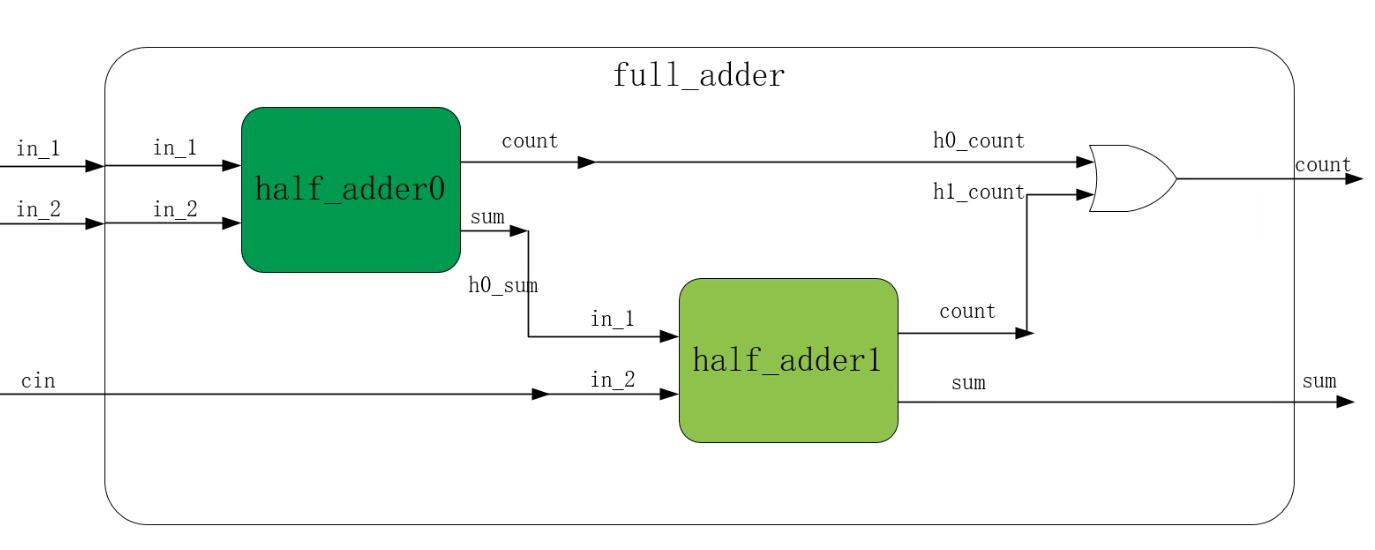 full_adder
in_1
in_1
count
h0_count
count
in_2
in_2
half_adder0
h1_count
sum
h0_sum
in_1
count
half_adder1
cin
in_2
sum
sum